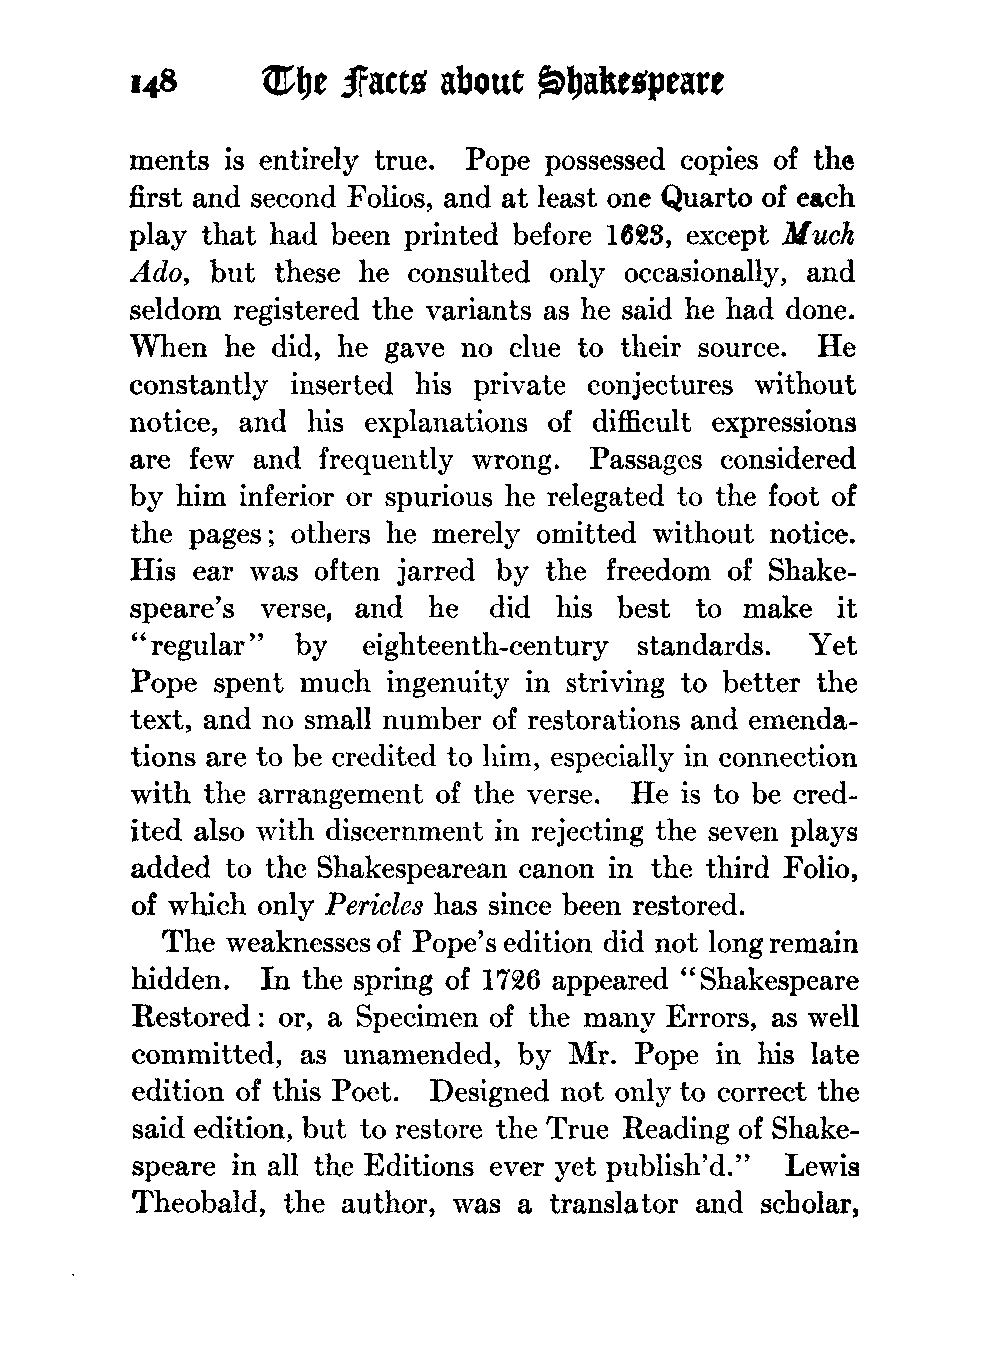 148 The Facts about Shakespeare
ments is entirely true. Pope possessed copies of the
first and second Folios, and at least one Quarto of each
play that had been printed before 1623, except Much
Ado, but these he consulted only occasionally, and
seldom registered the variants as he said he had done.
When he did, he gave no clue to their source. He
constantly inserted his private conjectures without
notice, and his explanations of difficult expressions
are few and frequently wrong. Passages considered
by him inferior or spurious he relegated to the foot of
the pages; others he merely omitted without notice.
His ear was often jarred by the freedom of Shake-
speare's verse, and he did his best to make it
"regular" by eighteenth-century standards. Yet
Pope spent much ingenuity in striving to better the
text, and no small number of restorations and emenda-
tions are to be credited to him, especially in connection
with the arrangement of the verse. He is to be cred-
ited also with discernment in rejecting the seven plays
added to the Shakespearean canon in the third Folio,
of which only Pericles has since been restored.
The weaknesses of Pope's edition did not long remain
hidden. In the spring of 1726 appeared "Shakespeare
Restored: or, a Specimen of the many Errors, as well
committed, as unamended, by Mr. Pope in his late
edition of this Poet. Designed not only to correct the
said edition, but to restore the True Reading of Shake-
speare in all the Editions ever yet publish'd." Lewis
Theobald, the author, was a translator and scholar,